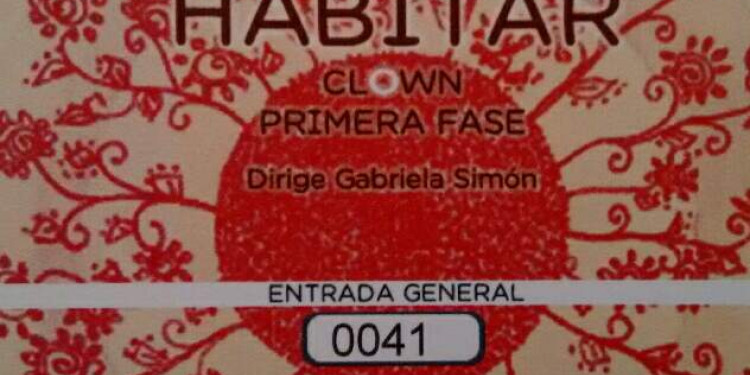 HABITAR
CLOWN
PRIMERA FASE
Dirige Gabriela Simón
ENTRADA GENERAL
0041